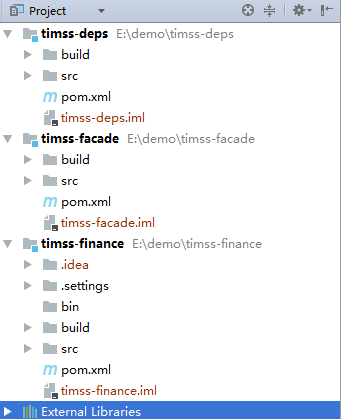 Project
timss-deps E:\demo\timss-deps
build
src
pom.xml
timss-deps.iml
timss-facade E:\demo\timss-facade
build
src
pom.xml
timss-facade.iml
timss-finance E:\demo\timss-finance
.idea
.settings
bin
build
src
pom.xml
timss-finance.iml
External Libraries